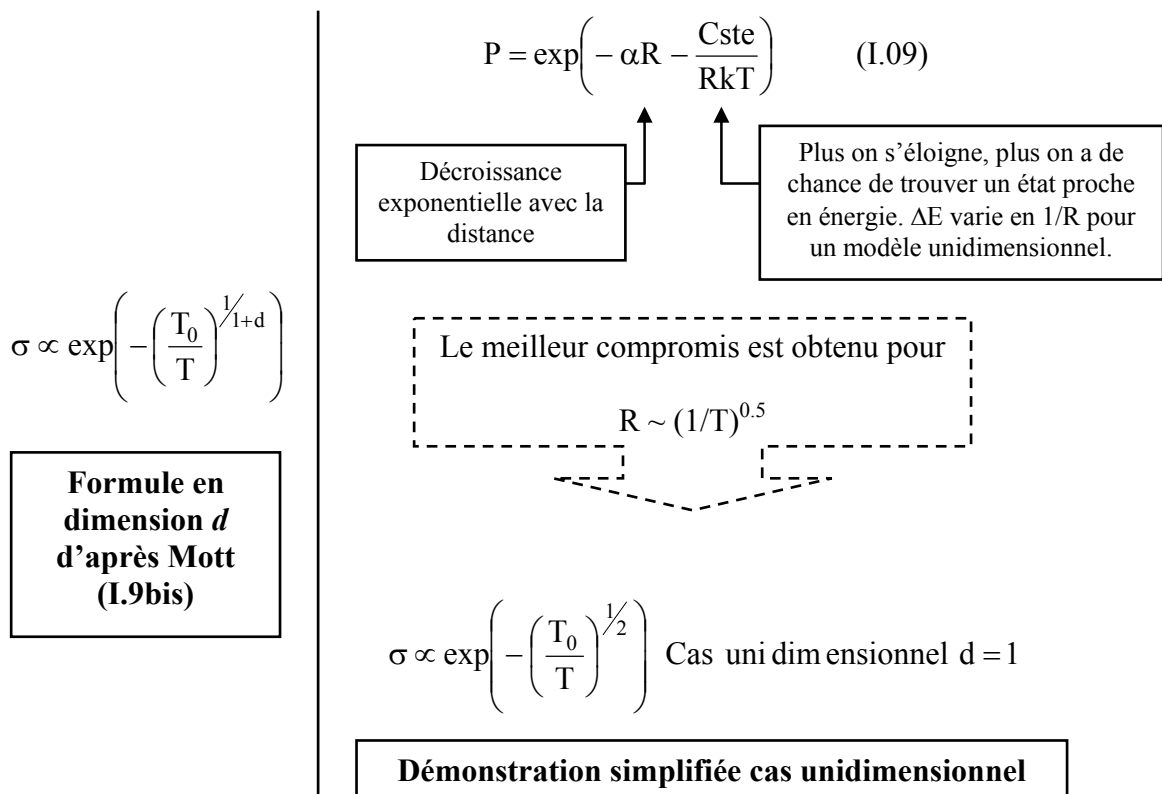 σ ∝ exp(−(T₀/T)^(1/1+d))
Formule en
dimension d
d’après Mott
(I.9bis)
P = exp(− αR − Cste/RkT) (I.09)
Décroissance
exponentielle avec la
distance
Plus on s’éloigne, plus on a de
chance de trouver un état proche
en énergie. ΔE varie en 1/R pour
un modèle unidimensionnel.
Le meilleur compromis est obtenu pour
R ~ (1/T)^0.5
σ ∝ exp(−(T₀/T)^(1/2)) Cas uni dim ensionnel d = 1
Démonstration simplifiée cas unidimensionnel